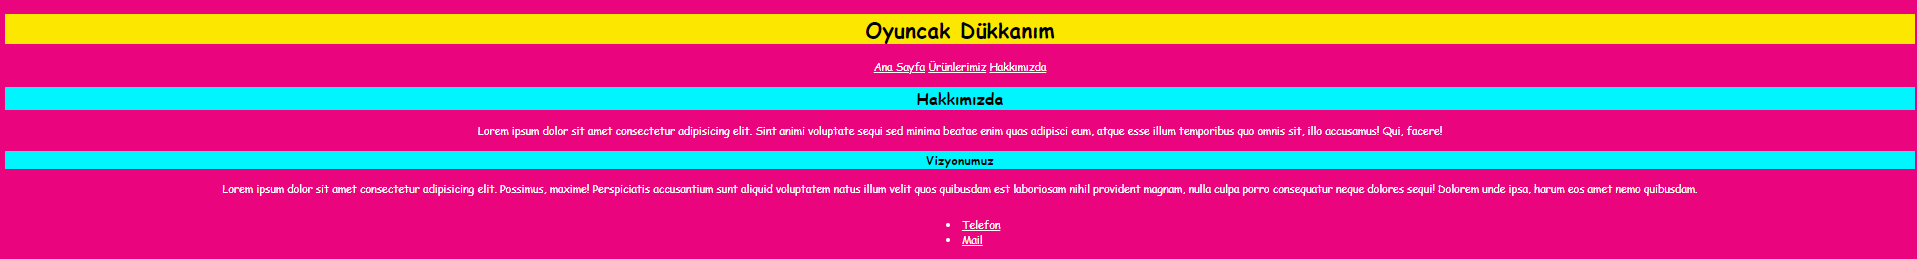 Oyuncak Dükkanım
Ana Sayfa Ürünlerimiz Hakkımızda
Hakkımızda
Lorem ipsum dolor sit amet consectetur adipisicing elit. Sint animi voluptate sequi sed minima beatae enim quas adipisci eum, atque esse illum temporibus quo omnis sit, illo accusamus! Qui, facere!
Vizyonumuz
Lorem ipsum dolor sit amet consectetur adipisicing elit. Possimus, maxime! Perspiciatis accusantium sunt aliquid voluptatem natus illum velit quos quibusdam est laboriosam nihil provident magnam, nulla culpa porro consequatur neque dolores sequi! Dolorem unde ipsa, harum eos amet nemo quibusdam.
• Telefon
• Mail